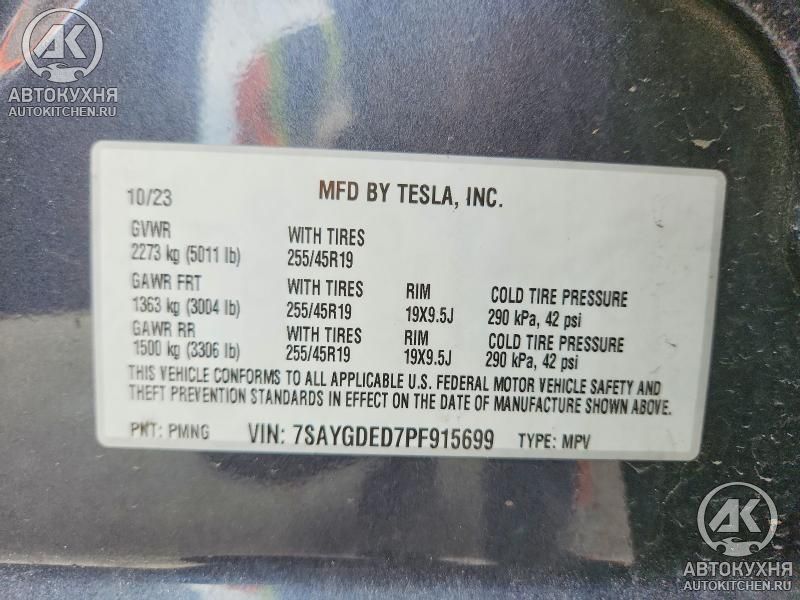 AK
АВТОКУХНЯ
AUTOKITCHEN.RU
10/23 MFD BY TESLA, INC.
GVWR
2273 kg (5011 lb) WITH TIRES 255/45R19
GAWR FRT
1363 kg (3004 lb) WITH TIRES 255/45R19 RIM 19X9.5J COLD TIRE PRESSURE 290 kPa, 42 psi
GAWR RR
1500 kg (3306 lb) WITH TIRES 255/45R19 RIM 19X9.5J COLD TIRE PRESSURE 290 kPa, 42 psi
THIS VEHICLE CONFORMS TO ALL APPLICABLE U.S. FEDERAL MOTOR VEHICLE SAFETY AND
THEFT PREVENTION STANDARDS IN EFFECT ON THE DATE OF MANUFACTURE SHOWN ABOVE.
PKT: PMNG VIN: 7SAYGDED7PF915699 TYPE: MPV
AK
АВТОКУХНЯ
AUTOKITCHEN.RU